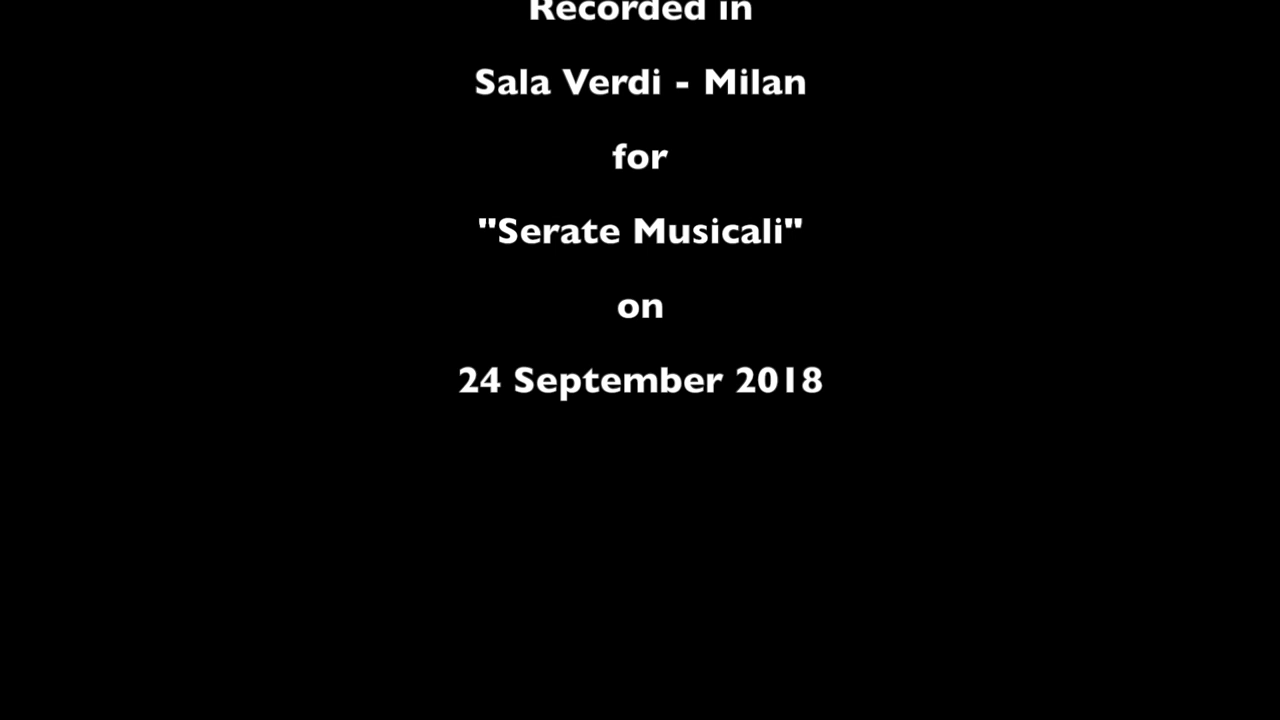 Recorded in
Sala Verdi - Milan
for
"Serate Musicali"
on
24 September 2018